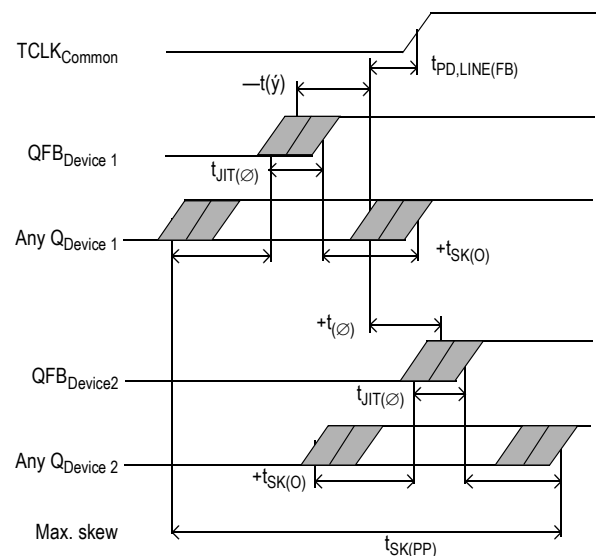 TCLKCommon
tPD,LINE(FB)
—t(ý)
QFBDevice 1
tJIT(∅)
Any QDevice 1
+tSK(O)
+t(∅)
QFBDevice2
tJIT(∅)
Any QDevice 2
+tSK(O)
Max. skew
tSK(PP)